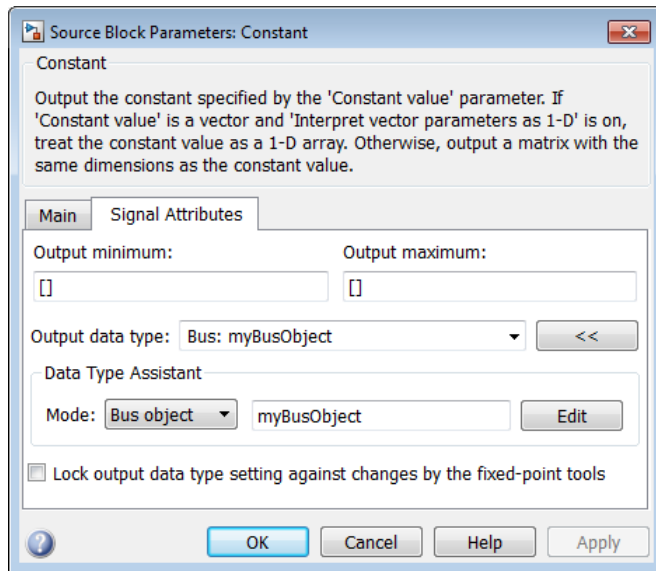 Source Block Parameters: Constant
Constant
Output the constant specified by the 'Constant value' parameter. If
'Constant value' is a vector and 'Interpret vector parameters as 1-D' is on,
treat the constant value as a 1-D array. Otherwise, output a matrix with the
same dimensions as the constant value.
Main Signal Attributes
Output minimum: Output maximum:
[] []
Output data type: Bus: myBusObject <<
Data Type Assistant
Mode: Bus object myBusObject Edit
Lock output data type setting against changes by the fixed-point tools
? OK Cancel Help Apply